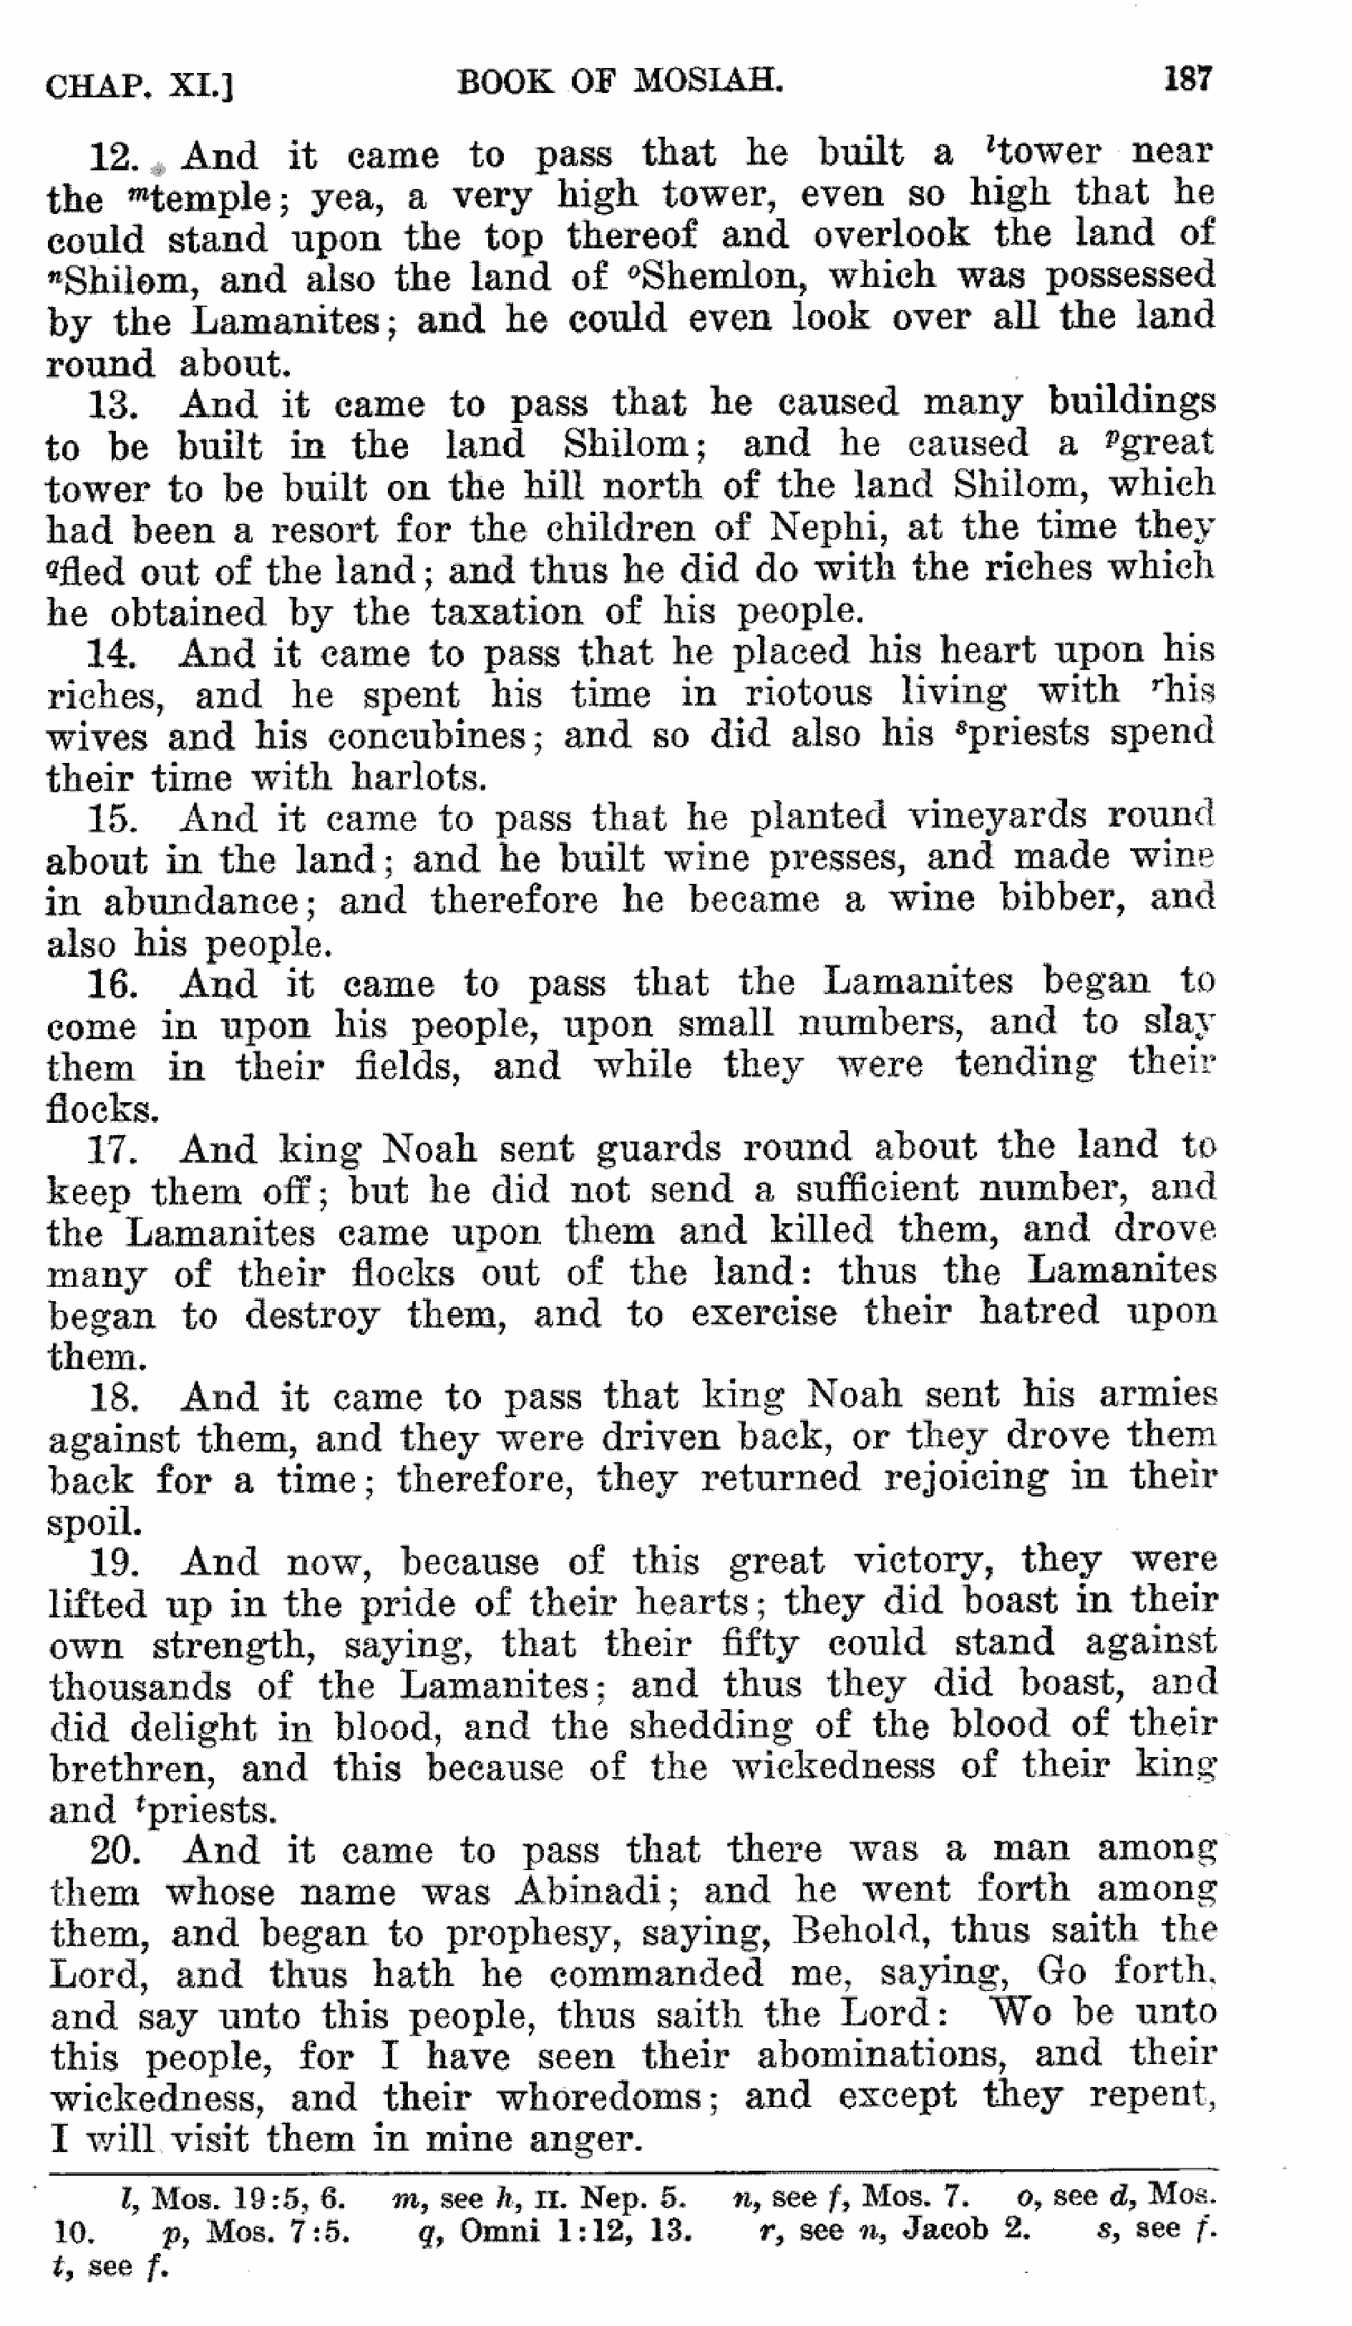 CHAP. XI.] BOOK OF MOSIAH. 187
12. And it came to pass that he built a ltower near
the mtemple; yea, a very high tower, even so high that he
could stand upon the top thereof and overlook the land of
nShilom, and also the land of oShemlon, which was possessed
by the Lamanites; and he could even look over all the land
round about.
13. And it came to pass that he caused many buildings
to be built in the land Shilom; and he caused a pgreat
tower to be built on the hill north of the land Shilom, which
had been a resort for the children of Nephi, at the time they
qfled out of the land; and thus he did do with the riches which
he obtained by the taxation of his people.
14. And it came to pass that he placed his heart upon his
riches, and he spent his time in riotous living with rhis
wives and his concubines; and so did also his spriests spend
their time with harlots.
15. And it came to pass that he planted vineyards round
about in the land; and he built wine presses, and made wine
in abundance; and therefore he became a wine bibber, and
also his people.
16. And it came to pass that the Lamanites began to
come in upon his people, upon small numbers, and to slay
them in their fields, and while they were tending their
flocks.
17. And king Noah sent guards round about the land to
keep them off; but he did not send a sufficient number, and
the Lamanites came upon them and killed them, and drove
many of their flocks out of the land: thus the Lamanites
began to destroy them, and to exercise their hatred upon
them.
18. And it came to pass that king Noah sent his armies
against them, and they were driven back, or they drove them
back for a time; therefore, they returned rejoicing in their
spoil.
19. And now, because of this great victory, they were
lifted up in the pride of their hearts; they did boast in their
own strength, saying, that their fifty could stand against
thousands of the Lamanites; and thus they did boast, and
did delight in blood, and the shedding of the blood of their
brethren, and this because of the wickedness of their king
and tpriests.
20. And it came to pass that there was a man among
them whose name was Abinadi; and he went forth among
them, and began to prophesy, saying, Behold, thus saith the
Lord, and thus hath he commanded me, saying, Go forth,
and say unto this people, thus saith the Lord: Wo be unto
this people, for I have seen their abominations, and their
wickedness, and their whoredoms; and except they repent,
I will visit them in mine anger.
l, Mos. 19:5, 6. m, see h, II. Nep. 5. n, see f, Mos. 7. o, see d, Mos.
10. p, Mos. 7:5. q, Omni 1:12, 13. r, see n, Jacob 2. s, see f.
t, see f.